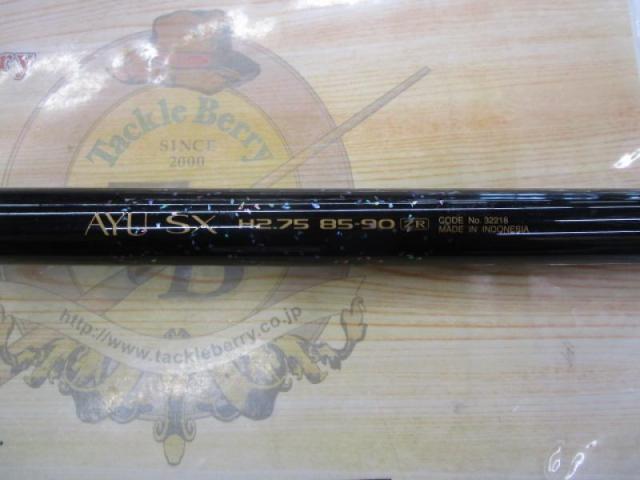 Tackle Berry
SINCE
2000
AYU SX H2.75 85-90 ZR
CODE No. 32218
MADE IN INDONESIA
B
http://www.tackleberry.co.jp